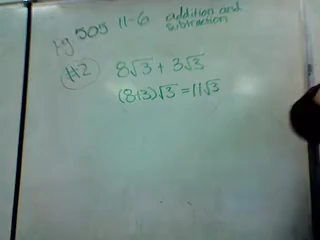 pg 505 11-6 addition and
subtraction
#2 8√3 + 3√3
(8+3)√3 = 11√3